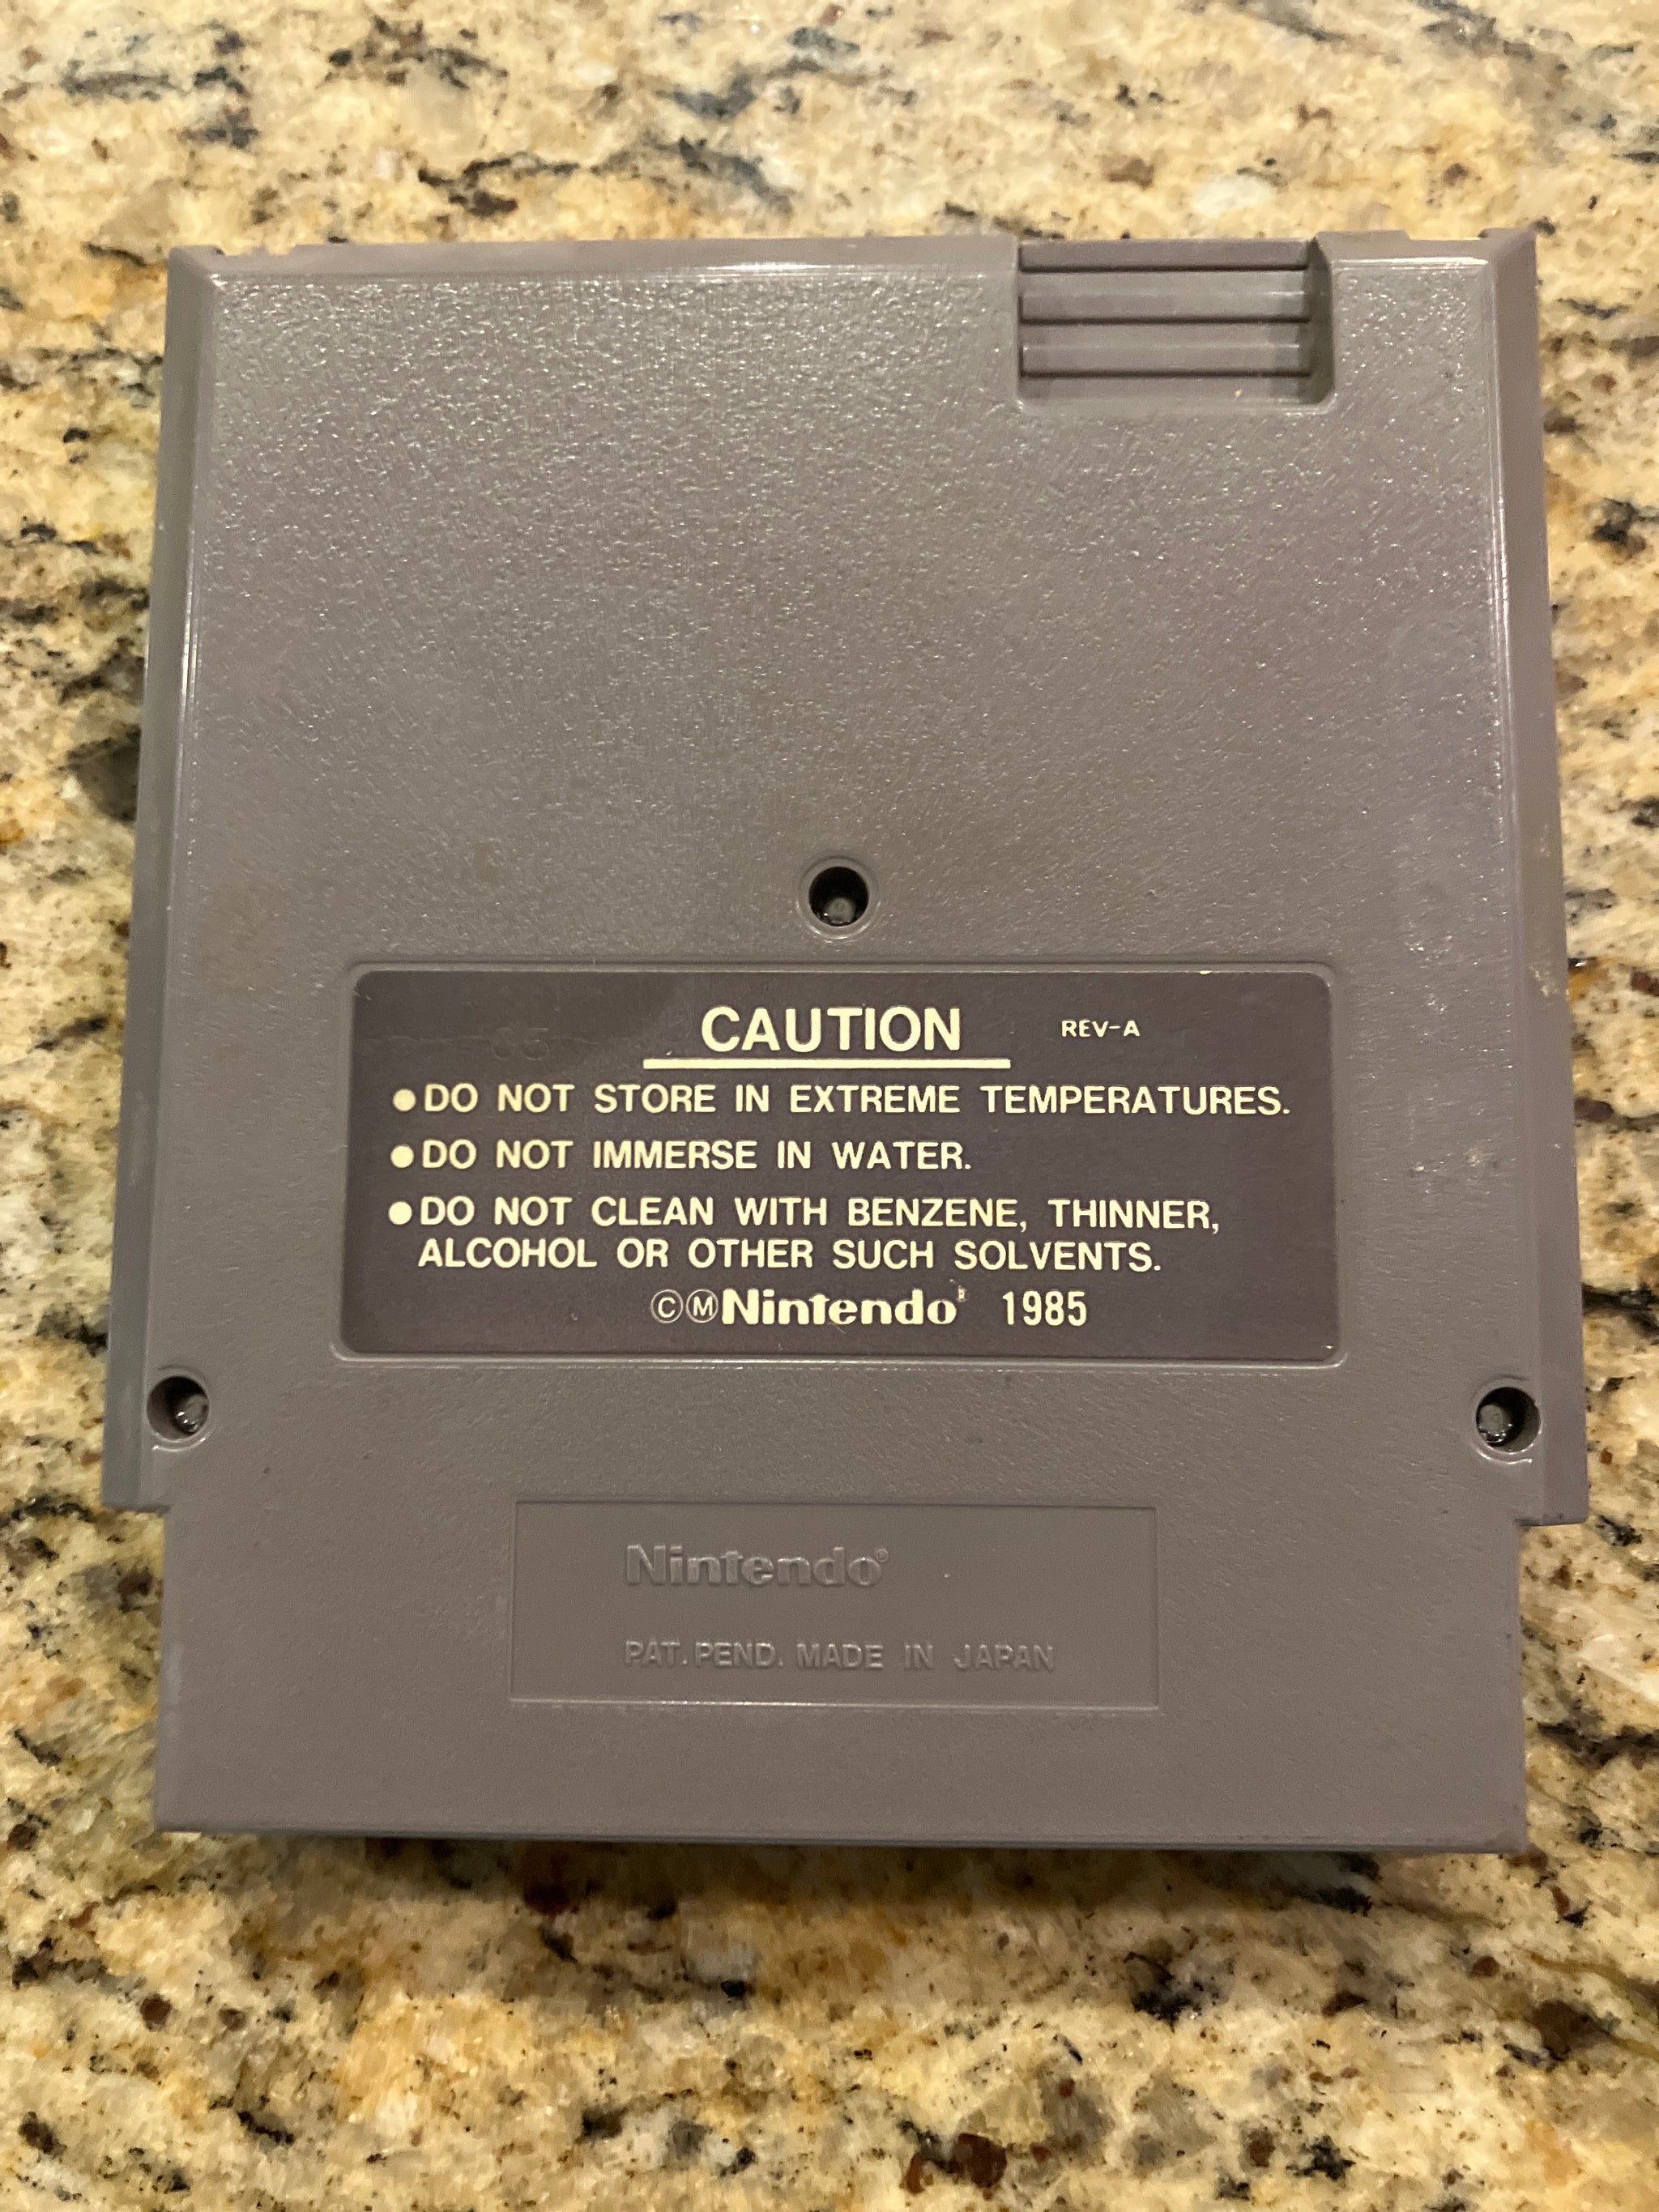 CAUTION REV-A
●DO NOT STORE IN EXTREME TEMPERATURES.
●DO NOT IMMERSE IN WATER.
●DO NOT CLEAN WITH BENZENE, THINNER,
ALCOHOL OR OTHER SUCH SOLVENTS.
ⒸⓂNintendo® 1985
Nintendo®
PAT. PEND. MADE IN JAPAN